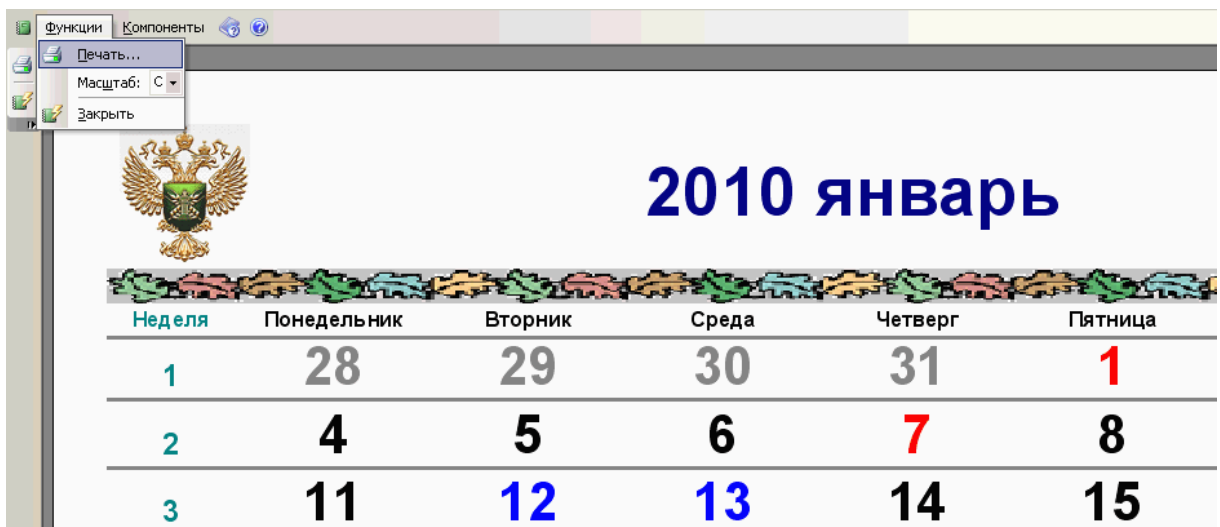 Функции Компоненты
Печать...
Масштаб: С
Закрыть
2010 январь
Неделя Понедельник Вторник Среда Четверг Пятница
1 28 29 30 31 1
2 4 5 6 7 8
3 11 12 13 14 15